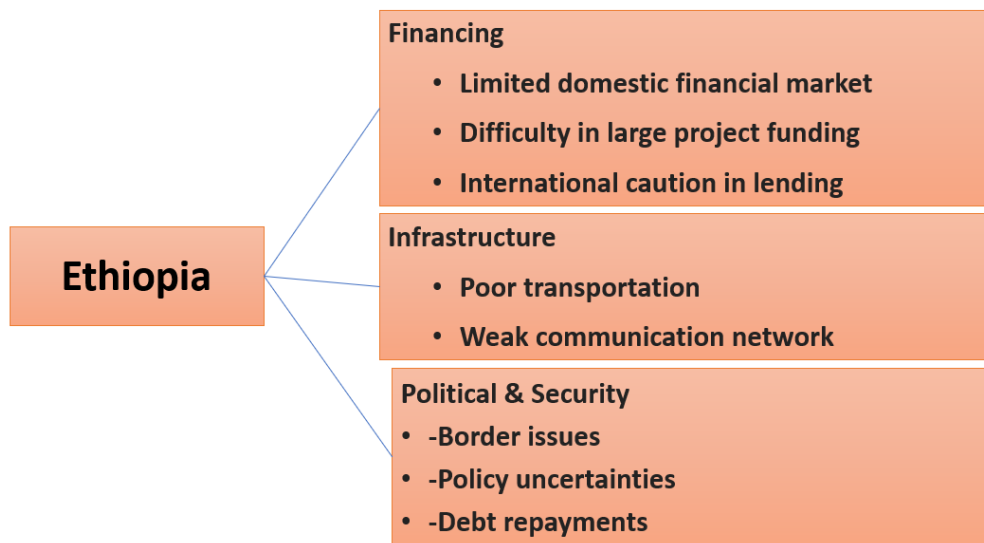 Ethiopia
Financing
• Limited domestic financial market
• Difficulty in large project funding
• International caution in lending
Infrastructure
• Poor transportation
• Weak communication network
Political & Security
• -Border issues
• -Policy uncertainties
• -Debt repayments